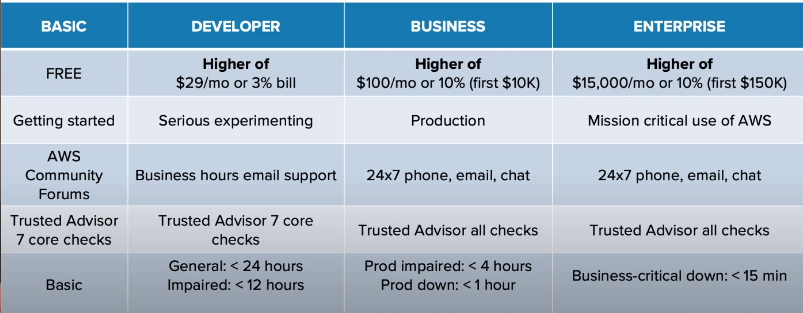 BASIC
DEVELOPER
BUSINESS
ENTERPRISE
FREE
Higher of
$29/mo or 3% bill
Higher of
$100/mo or 10% (first $10K)
Higher of
$15,000/mo or 10% (first $150K)
Getting started
Serious experimenting
Production
Mission critical use of AWS
AWS
Community
Forums
Business hours email support
24x7 phone, email, chat
24x7 phone, email, chat
Trusted Advisor
7 core checks
Trusted Advisor 7 core
checks
Trusted Advisor all checks
Trusted Advisor all checks
Basic
General: < 24 hours
Impaired: < 12 hours
Prod impaired: < 4 hours
Prod down: < 1 hour
Business-critical down: < 15 min